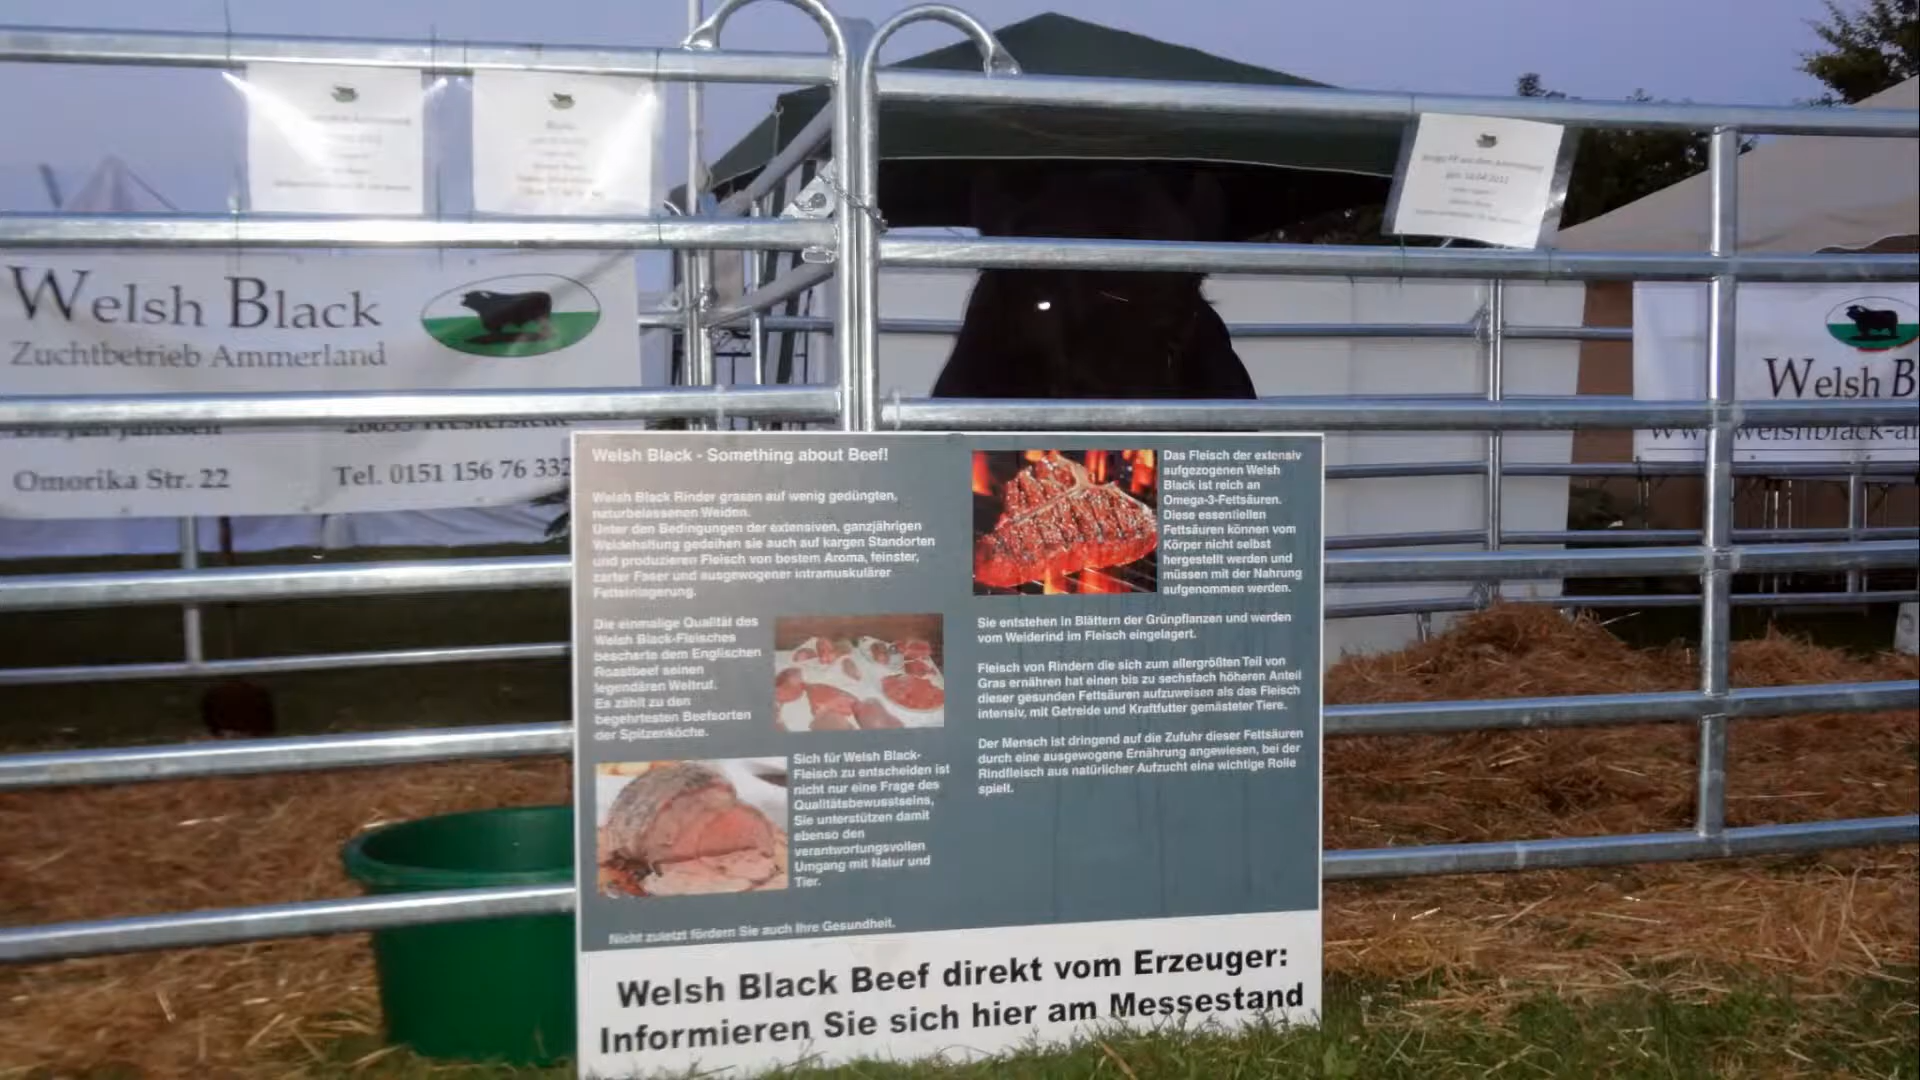 Welsh Black
Zuchtbetrieb Ammerland
Omorika Str. 22
Tel. 0151 156 76 332
Welsh B
Welsh Black - Something about Beef!
Welsh Black Rinder grasen auf wenig gedüngten,
naturbelassenen Weiden.
Unter den Bedingungen der extensiven, ganzjährigen
Weidehaltung gedeihen sie auch auf kargen Standorten
und produzieren Fleisch von bestem Aroma, feinster,
zarter Faser und ausgewogener intramuskulärer
Fetteinlagerung.
Die einmalige Qualität des
Welsh Black-Fleisches
bescherte dem Englischen
Roastbeef seinen
legendären Weltruf.
Es zählt zu den
begehrtesten Beefsorten
der Spitzenköche.
Sich für Welsh Black-
Fleisch zu entscheiden ist
nicht nur eine Frage des
Qualitätsbewusstseins,
Sie unterstützen damit
ebenso den
verantwortungsvollen
Umgang mit Natur und
Tier.
Nicht zuletzt fördern Sie auch Ihre Gesundheit.
Das Fleisch der extensiv
aufgezogenen Welsh
Black ist reich an
Omega-3-Fettsäuren.
Diese essentiellen
Fettsäuren können vom
Körper nicht selbst
hergestellt werden und
müssen mit der Nahrung
aufgenommen werden.
Sie entstehen in Blättern der Grünpflanzen und werden
vom Weiderind im Fleisch eingelagert.
Fleisch von Rindern die sich zum allergrößten Teil von
Gras ernähren hat einen bis zu sechsfach höheren Anteil
dieser gesunden Fettsäuren aufzuweisen als das Fleisch
intensiv, mit Getreide und Kraftfutter gemästeter Tiere.
Der Mensch ist dringend auf die Zufuhr dieser Fettsäuren
durch eine ausgewogene Ernährung angewiesen, bei der
Rindfleisch aus natürlicher Aufzucht eine wichtige Rolle
spielt.
Welsh Black Beef direkt vom Erzeuger:
Informieren Sie sich hier am Messestand